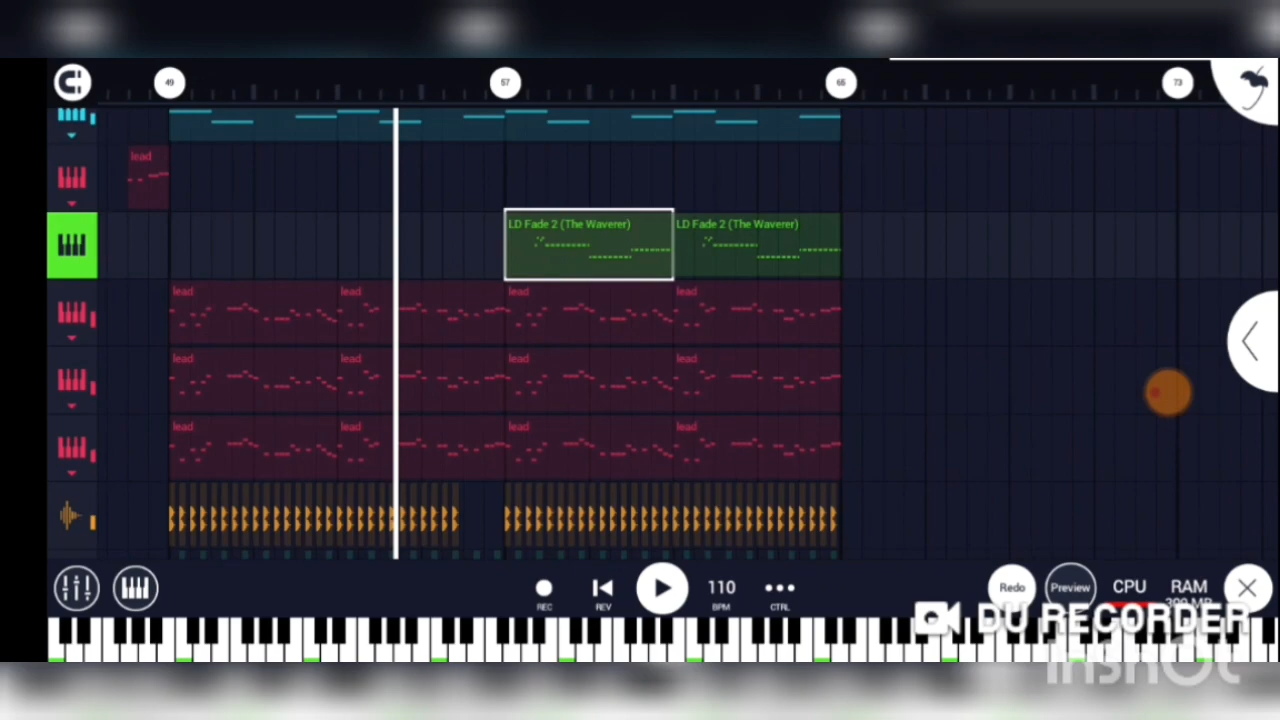 49 57 65 73
lead
LD Fade 2 (The Waverer) LD Fade 2 (The Waverer)
lead lead lead lead
lead lead lead lead
lead lead lead lead
REC REV 110 BPM CTRL Redo Preview CPU RAM
DU RECORDER
InShOt